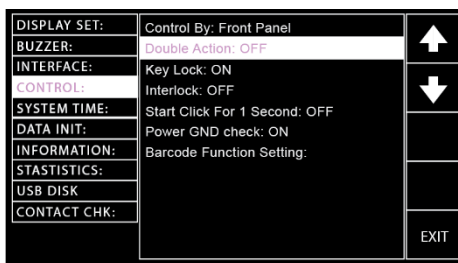 DISPLAY SET:
BUZZER:
INTERFACE:
CONTROL:
SYSTEM TIME:
DATA INIT:
INFORMATION:
STASTISTICS:
USB DISK
CONTACT CHK:
Control By: Front Panel
Double Action: OFF
Key Lock: ON
Interlock: OFF
Start Click For 1 Second: OFF
Power GND check: ON
Barcode Function Setting:
EXIT